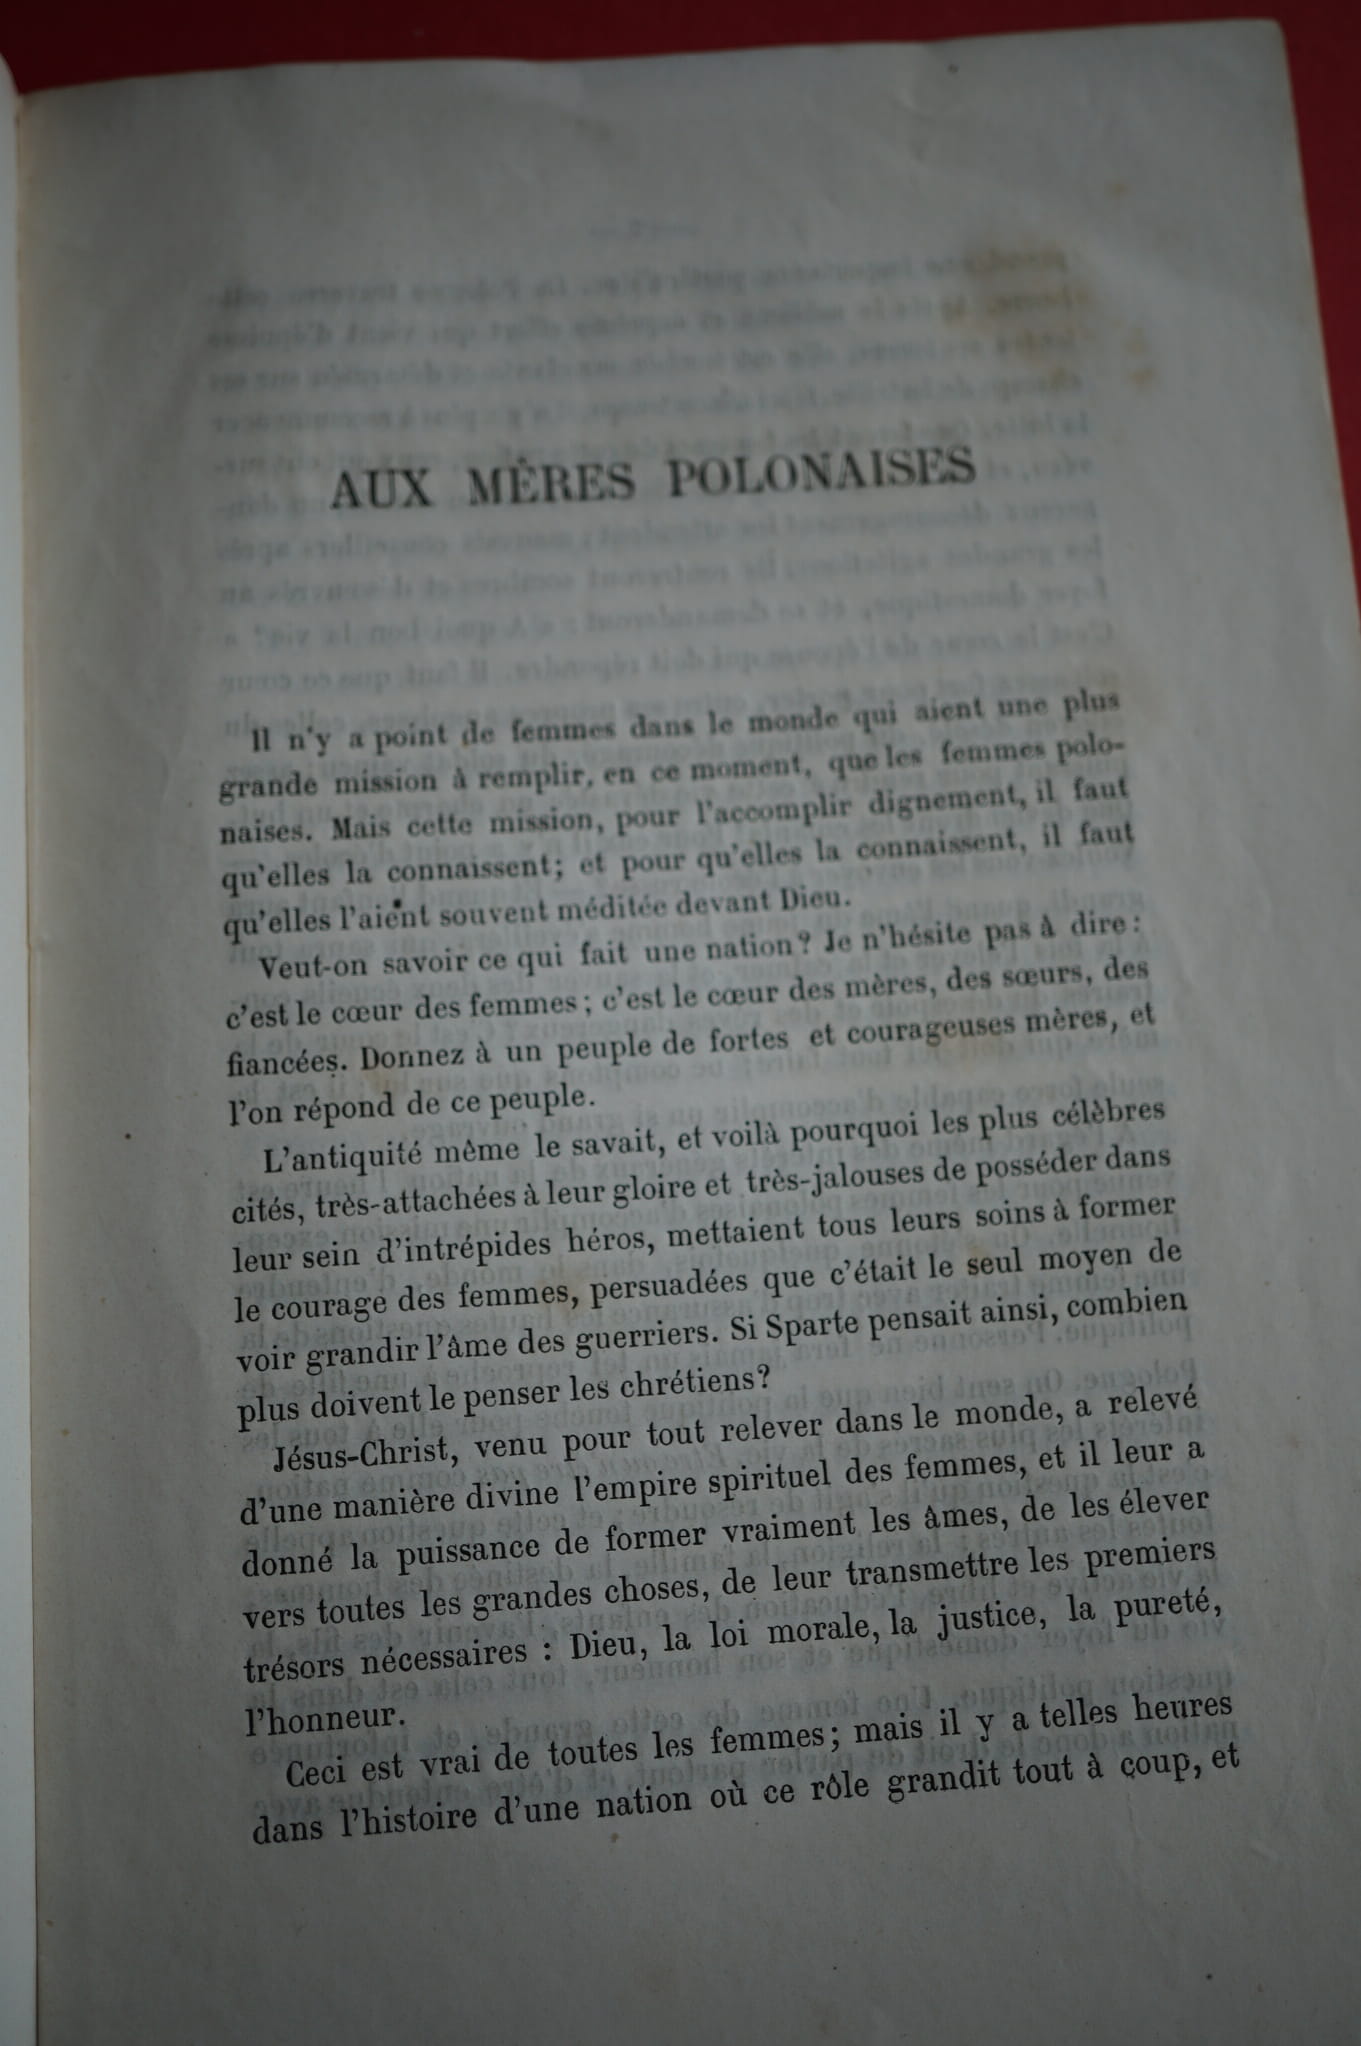 AUX MÈRES POLONAISES
Il n'y a point de femmes dans le monde qui aient une plus
grande mission à remplir, en ce moment, que les femmes polo-
naises. Mais cette mission, pour l'accomplir dignement, il faut
qu'elles la connaissent; et pour qu'elles la connaissent, il faut
qu'elles l'aient souvent méditée devant Dieu.
Veut-on savoir ce qui fait une nation? Je n'hésite pas à dire:
c'est le cœur des femmes; c'est le cœur des mères, des sœurs, des
fiancées. Donnez à un peuple de fortes et courageuses mères, et
l'on répond de ce peuple.
L'antiquité même le savait, et voilà pourquoi les plus célèbres
cités, très-attachées à leur gloire et très-jalouses de posséder dans
leur sein d'intrépides héros, mettaient tous leurs soins à former
le courage des femmes, persuadées que c'était le seul moyen de
voir grandir l'âme des guerriers. Si Sparte pensait ainsi, combien
plus doivent le penser les chrétiens?
Jésus-Christ, venu pour tout relever dans le monde, a relevé
d'une manière divine l'empire spirituel des femmes, et il leur a
donné la puissance de former vraiment les âmes, de les élever
vers toutes les grandes choses, de leur transmettre les premiers
trésors nécessaires : Dieu, la loi morale, la justice, la pureté,
l'honneur.
Ceci est vrai de toutes les femmes; mais il y a telles heures
dans l'histoire d'une nation où ce rôle grandit tout à coup, et